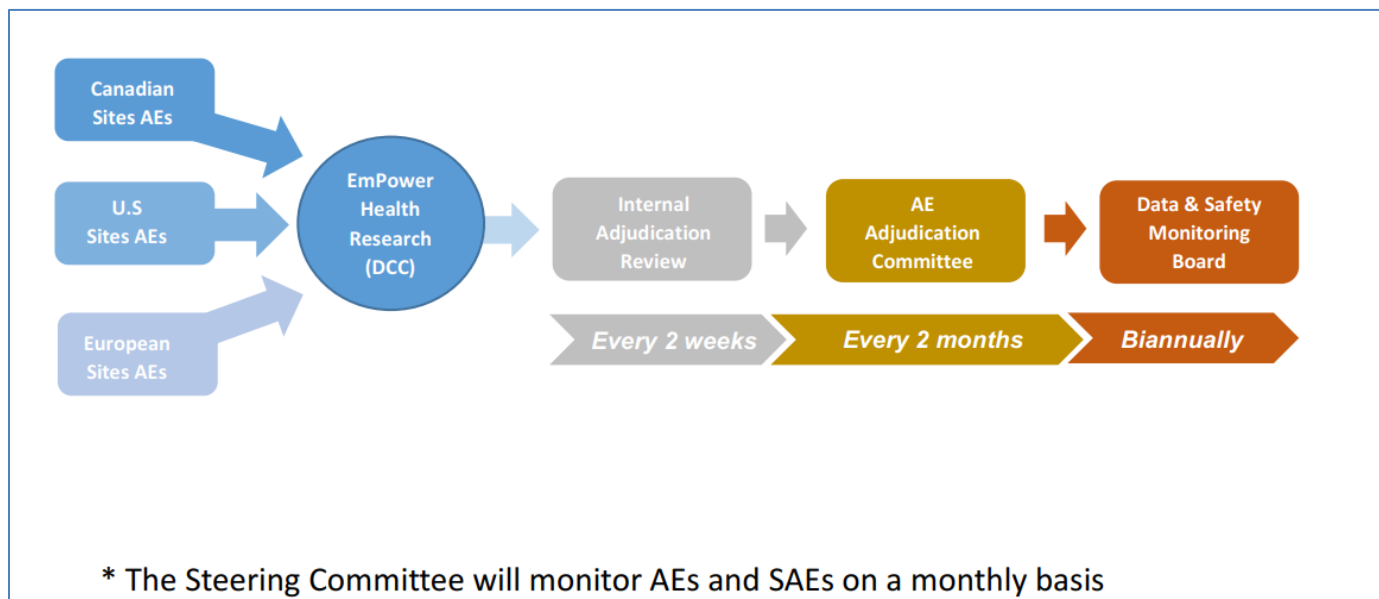 Canadian
Sites AEs
U.S
Sites AEs
European
Sites AEs
EmPower
Health
Research
(DCC)
Internal
Adjudication
Review
AE
Adjudication
Committee
Data & Safety
Monitoring
Board
Every 2 weeks
Every 2 months
Biannually
* The Steering Committee will monitor AEs and SAEs on a monthly basis